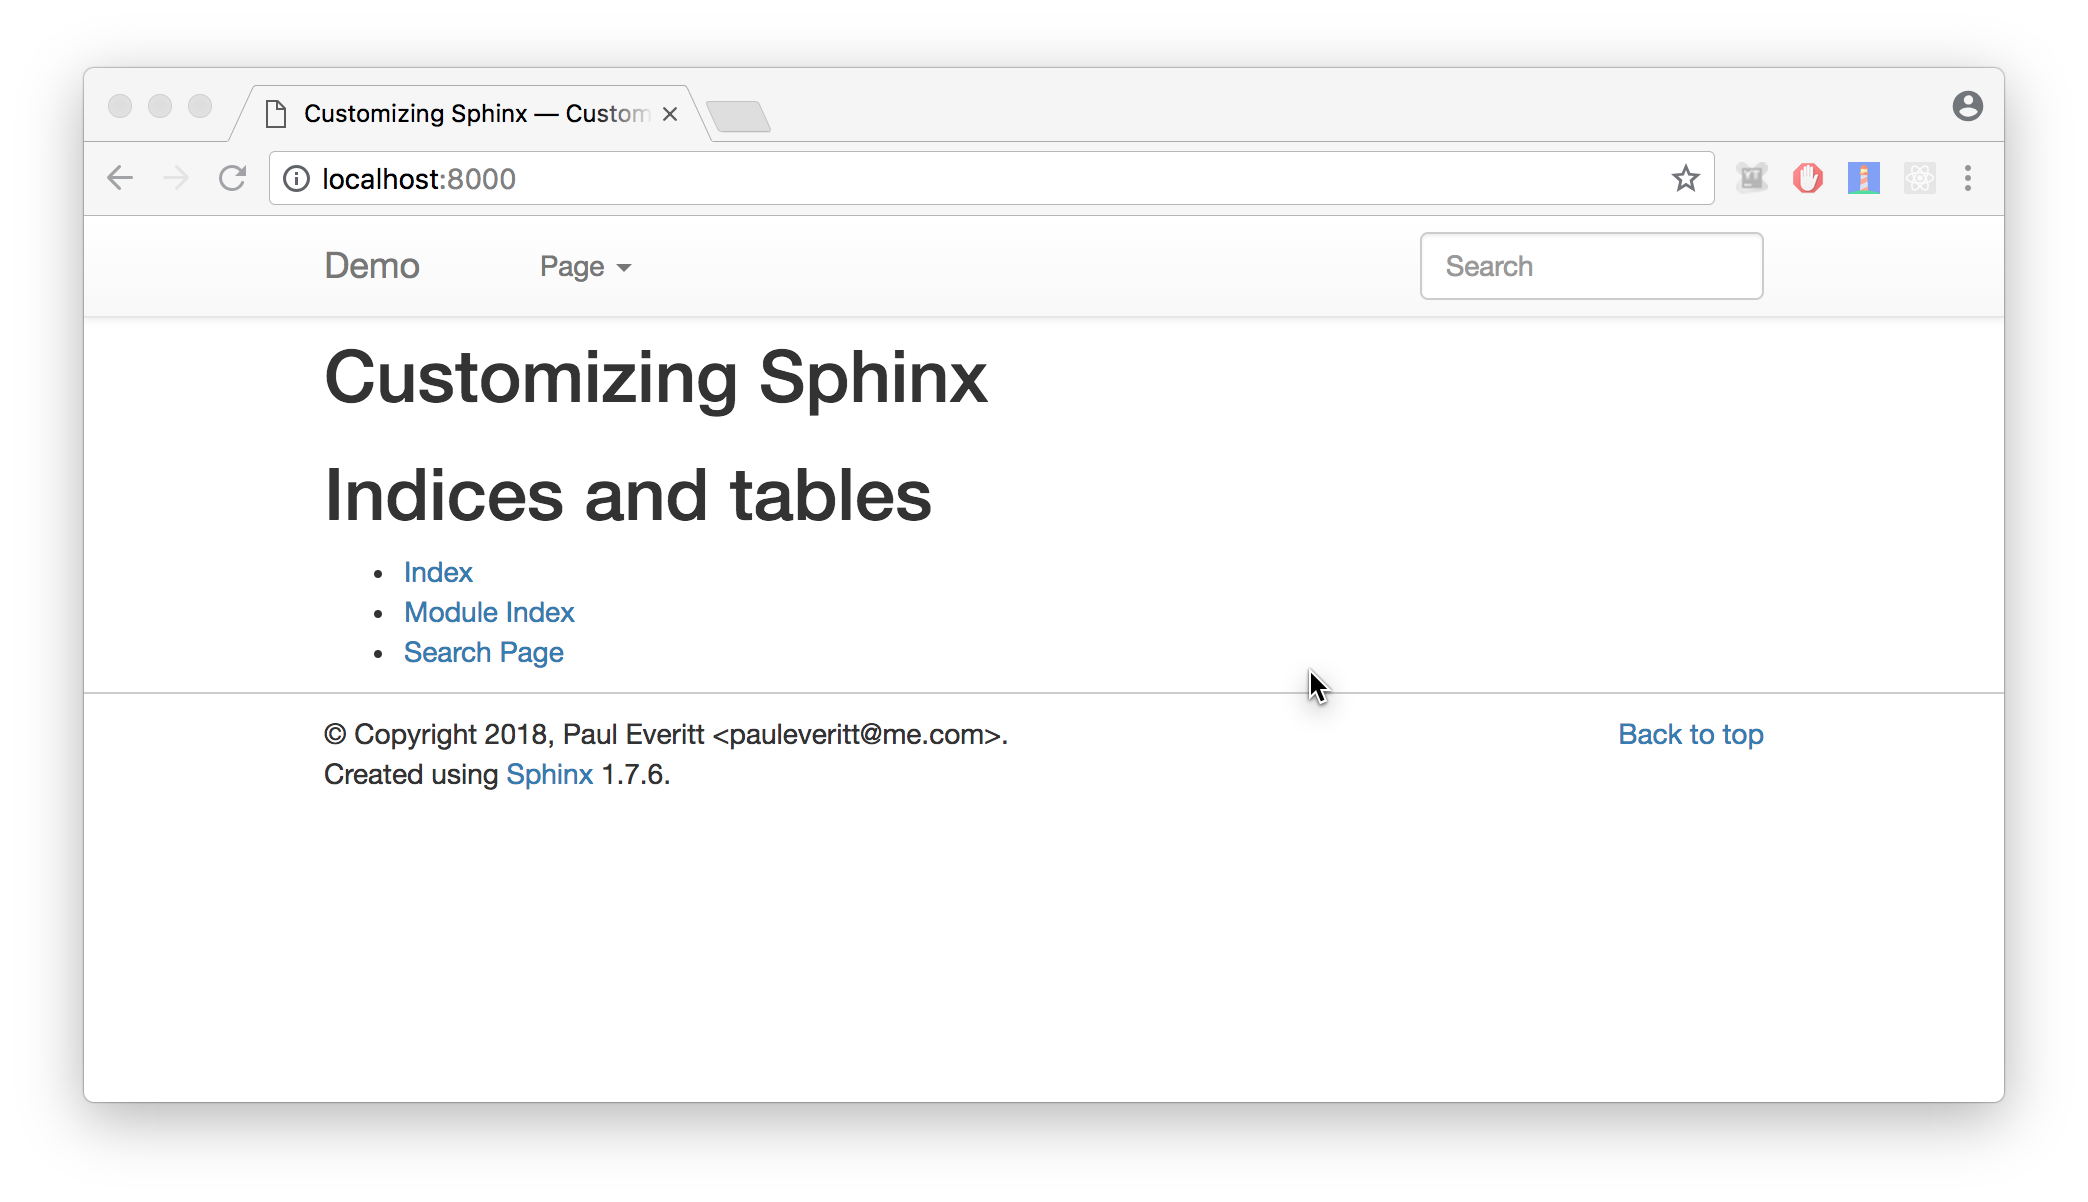 Customizing Sphinx — Custom
localhost:8000
Demo Page Search
Customizing Sphinx
Indices and tables
Index
Module Index
Search Page
© Copyright 2018, Paul Everitt <pauleveritt@me.com>. Back to top
Created using Sphinx 1.7.6.